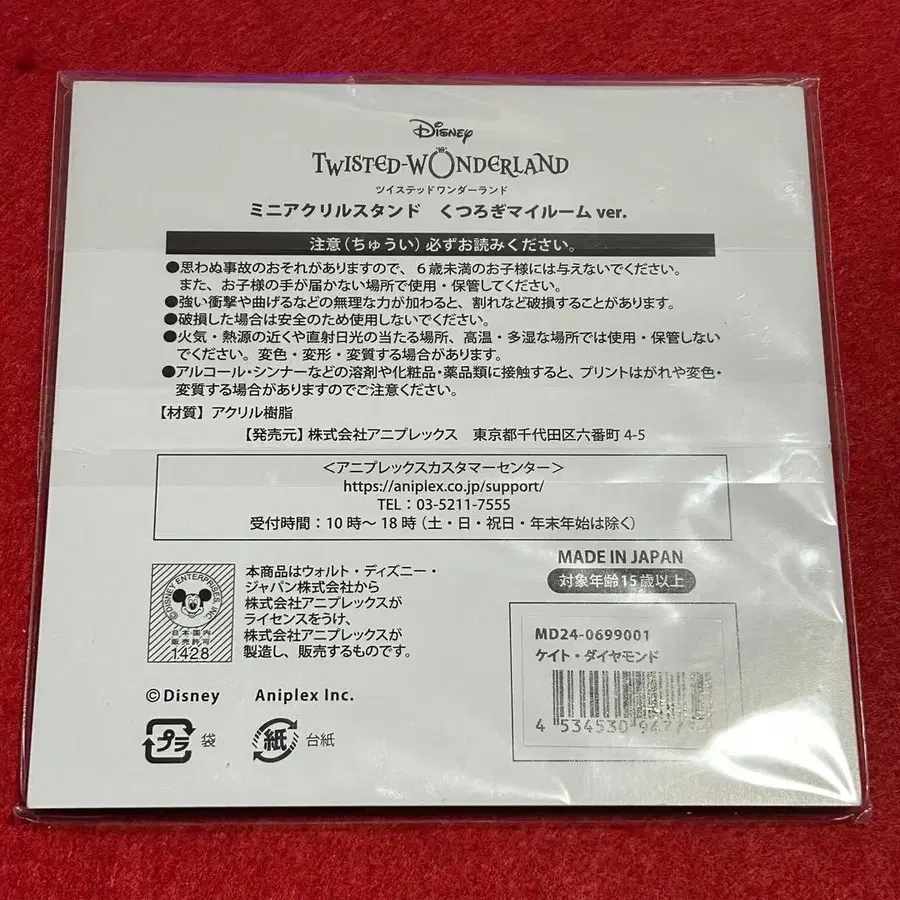 Disney
TWISTED-WONDERLAND
ツイステッドワンダーランド
ミニアクリルスタンド くつろぎマイルーム ver.
注意(ちゅうい)必ずお読みください。
●思わぬ事故のおそれがありますので、6歳未満のお子様には与えないでください。
また、お子様の手が届かない場所で使用・保管してください。
●強い衝撃や曲げるなどの無理な力が加わると、割れなど破損することがあります。
●破損した場合は安全のため使用しないでください。
●火気・熱源の近くや直射日光の当たる場所、高温・多湿な場所では使用・保管しない
でください。変色・変形・変質する場合があります。
●アルコール・シンナーなどの溶剤や化粧品・薬品類に接触すると、プリントはがれや変色・
変質する場合がありますのでご注意ください。
【材質】アクリル樹脂
【発売元】株式会社アニプレックス 東京都千代田区六番町 4-5
<アニプレックスカスタマーセンター>
https://aniplex.co.jp/support/
TEL:03-5211-7555
受付時間:10時~18時(土・日・祝日・年末年始は除く)
MADE IN JAPAN
対象年齢15歳以上
©DISNEY ENTERPRISES, INC.
日本国内
販売許可
1428
本商品はウォルト・ディズニー・
ジャパン株式会社から
株式会社アニプレックスが
ライセンスをうけ、
株式会社アニプレックスが
製造し、販売するものです。
MD24-0699001
ケイト・ダイヤモンド
4 534530 9477
©Disney Aniplex Inc.
プラ 袋
紙 台紙